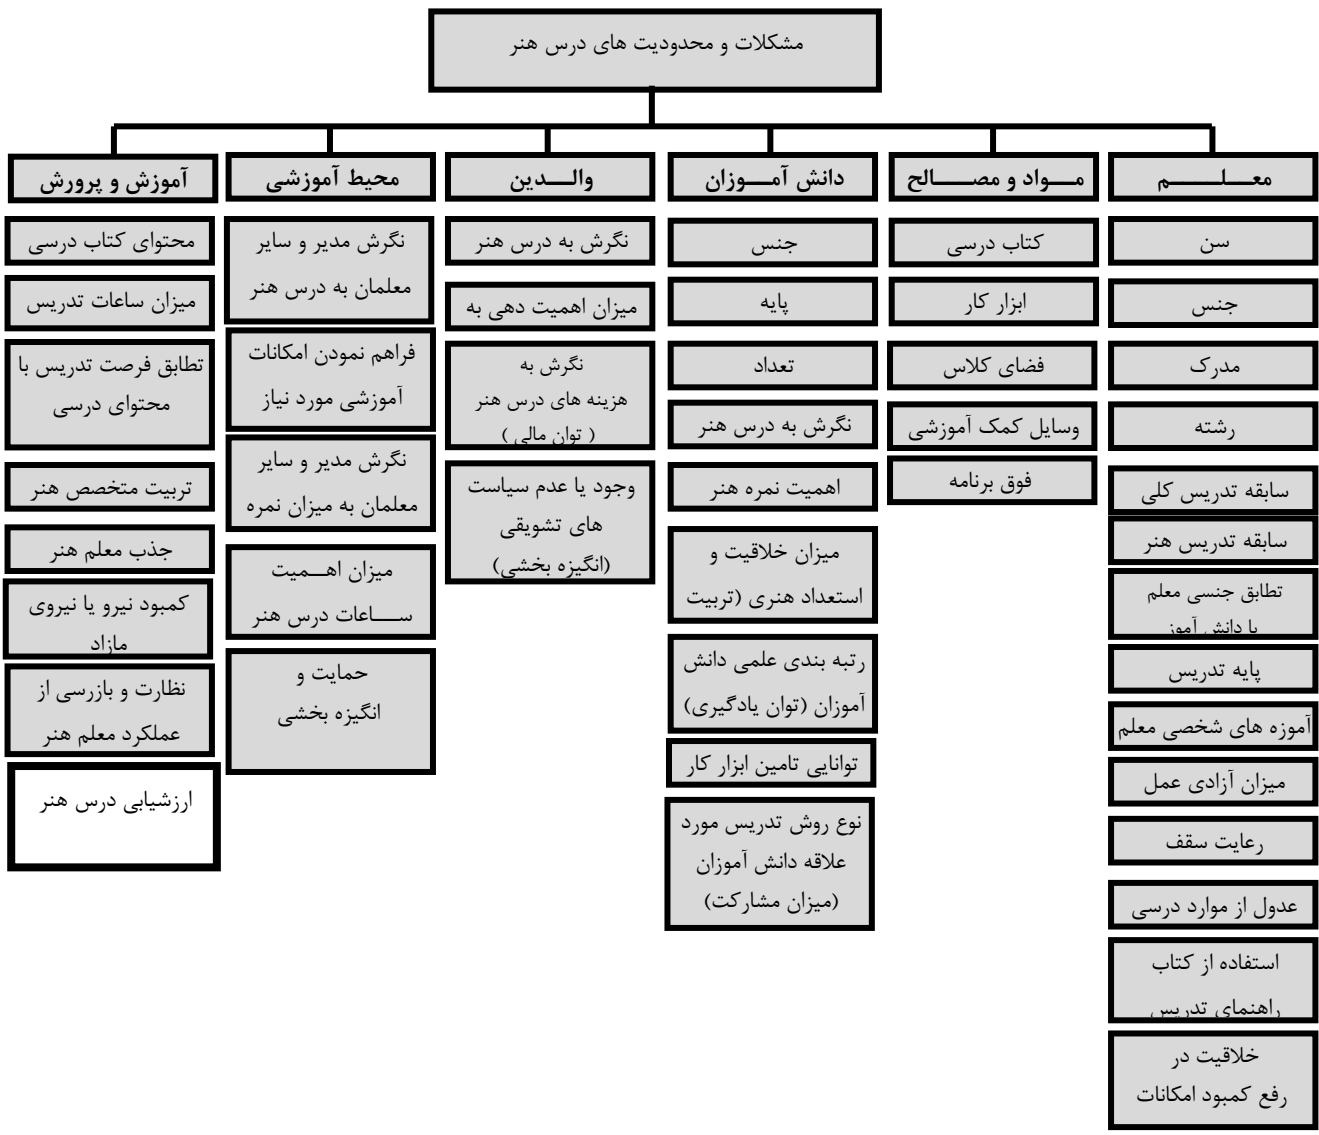 مشکلات و محدودیت های درس هنر
معـــلـــــــم
سن
جنس
مدرک
رشته
سابقه تدریس کلی
سابقه تدریس هنر
تطابق جنسی معلم
با دانش آموز
پایه تدریس
آموزه های شخصی معلم
میزان آزادی عمل
رعایت سقف
عدول از موارد درسی
استفاده از کتاب
راهنمای تدریس
خلاقیت در
رفع کمبود امکانات
مــــواد و مصــــــالح
کتاب درسی
ابزار کار
فضای کلاس
وسایل کمک آموزشی
فوق برنامه
دانش آمـــــوزان
جنس
پایه
تعداد
نگرش به درس هنر
اهمیت نمره هنر
میزان خلاقیت و
استعداد هنری (تربیت
رتبه بندی علمی دانش
آموزان (توان یادگیری)
توانایی تامین ابزار کار
نوع روش تدریس مورد
علاقه دانش آموزان
(میزان مشارکت)
والــــدین
نگرش به درس هنر
میزان اهمیت دهی به
نگرش به
هزینه های درس هنر
( توان مالی )
وجود یا عدم سیاست
های تشویقی
(انگیزه بخشی)
محیط آموزشی
نگرش مدیر و سایر
معلمان به درس هنر
فراهم نمودن امکانات
آموزشی مورد نیاز
نگرش مدیر و سایر
معلمان به میزان نمره
میزان اهــمیت
ســـاعات درس هنر
حمایت و
انگیزه بخشی
آموزش و پرورش
محتوای کتاب درسی
میزان ساعات تدریس
تطابق فرصت تدریس با
محتوای درسی
تربیت متخصص هنر
جذب معلم هنر
کمبود نیرو یا نیروی
مازاد
نظارت و بازرسی از
عملکرد معلم هنر
ارزشیابی درس هنر